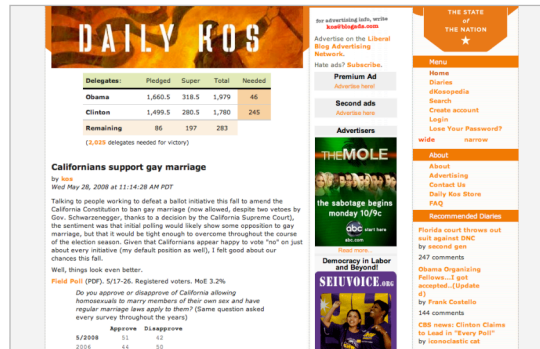 DAILY KOS
Delegates: Pledged Super Total Needed
Obama 1,660.5 318.5 1,979 46
Clinton 1,499.5 280.5 1,780 245
Remaining 86 197 283
(2,025 delegates needed for victory)
Californians support gay marriage
by kos
Wed May 28, 2008 at 11:14:28 AM PDT
Talking to people working to defeat a ballot initiative this fall to amend the
California Constitution to ban gay marriage (now allowed, despite two vetoes by
Gov. Schwarzenegger, thanks to a decision by the California Supreme Court),
the sentiment was that initial polling would likely show some opposition to gay
marriage, but that it would be tight enough to overcome throughout the course
of the election season. Given that Californians appear happy to vote "no" on just
about every initiative (my default position as well), I felt good about our
chances this fall.
Well, things look even better.
Field Poll (PDF). 5/17-26. Registered voters. MoE 3.2%
Do you approve or disapprove of California allowing
homosexuals to marry members of their own sex and have
regular marriage laws apply to them? (Same question asked
every survey throughout the years)
Approve Disapprove
5/2008 51 42
2006 44 50
for advertising info, write
kos@blogads.com
Advertise on the Liberal
Blog Advertising
Network.
Hate ads? Subscribe.
Premium Ad
Advertise here!
Second ads
Advertise here!
Advertisers
THE MOLE
the sabotage begins
monday 10/9c
abc.com start here
Read more...
Democracy in Labor
and Beyond!
SEIUVOICE.org
THE STATE
of
THE NATION
Menu
Home
Diaries
dKosopedia
Search
Create account
Login
Lose Your Password?
wide narrow
About
About
Advertising
Contact Us
Daily Kos Store
FAQ
Recommended Diaries
Florida court throws out
suit against DNC
by second gen
247 comments
Obama Organizing
Fellows...I got
accepted..(Update
d)
by Frank Costello
144 comments
CBS news: Clinton Claims
to Lead in "Every Poll"
by iconoclastic cat